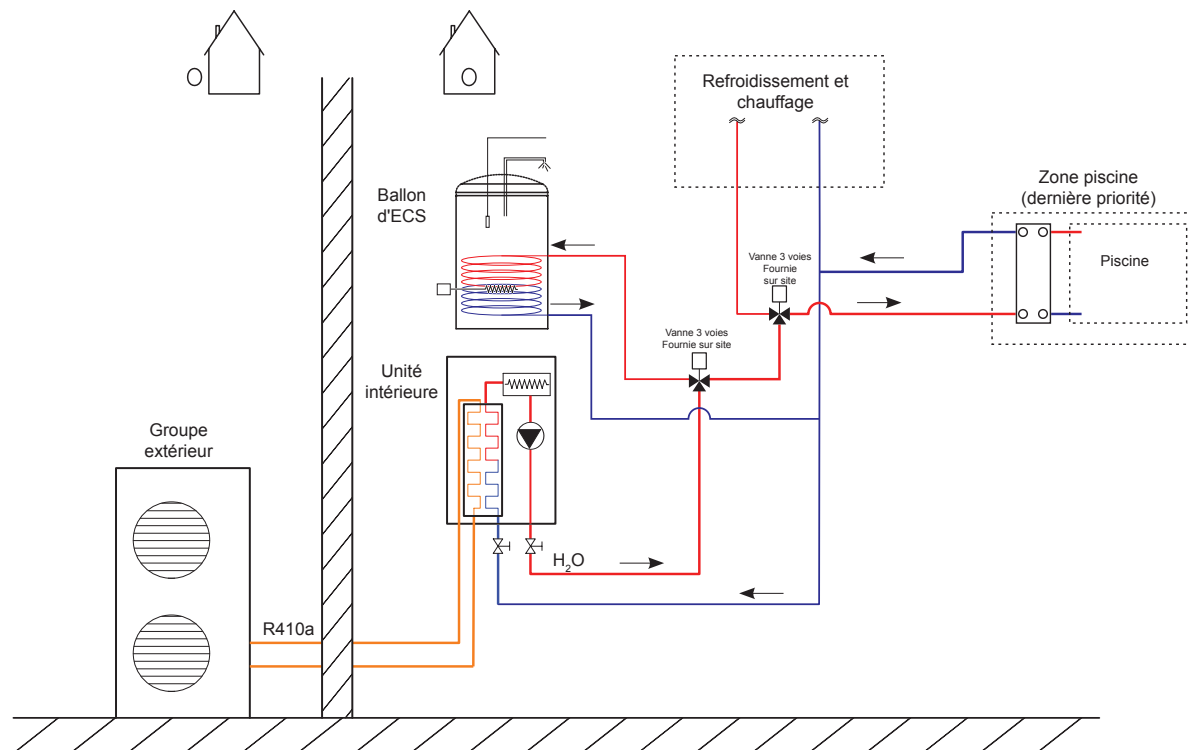 Refroidissement et
chauffage
Zone piscine
(dernière priorité)
Ballon
d'ECS
Vanne 3 voies
Fournie
sur site
Piscine
Vanne 3 voies
Fournie sur site
Unité
intérieure
Groupe
extérieur
H₂O
R410a